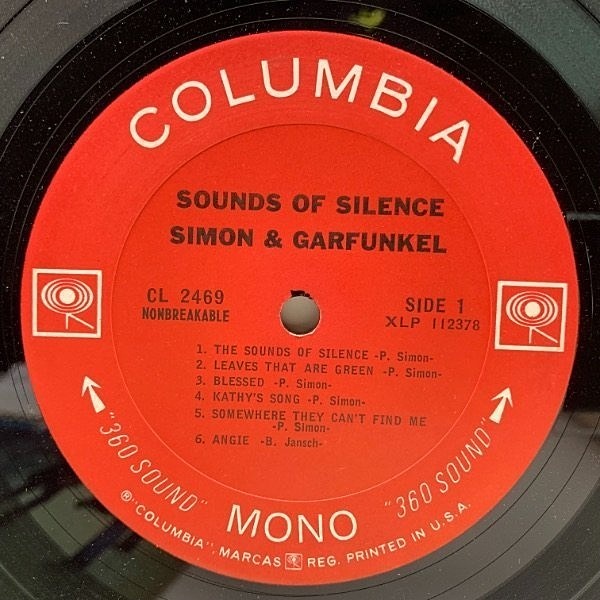 COLUMBIA
SOUNDS OF SILENCE
SIMON & GARFUNKEL
CL 2469
NONBREAKABLE
SIDE 1
XLP 112378
1. THE SOUNDS OF SILENCE -P. Simon-
2. LEAVES THAT ARE GREEN -P. Simon-
3. BLESSED -P. Simon-
4. KATHY'S SONG -P. Simon-
5. SOMEWHERE THEY CAN'T FIND ME
-P. Simon-
6. ANGIE -B. Jansch-
"360 SOUND" MONO "360 SOUND"
® "COLUMBIA", MARCAS REG. PRINTED IN U.S.A.